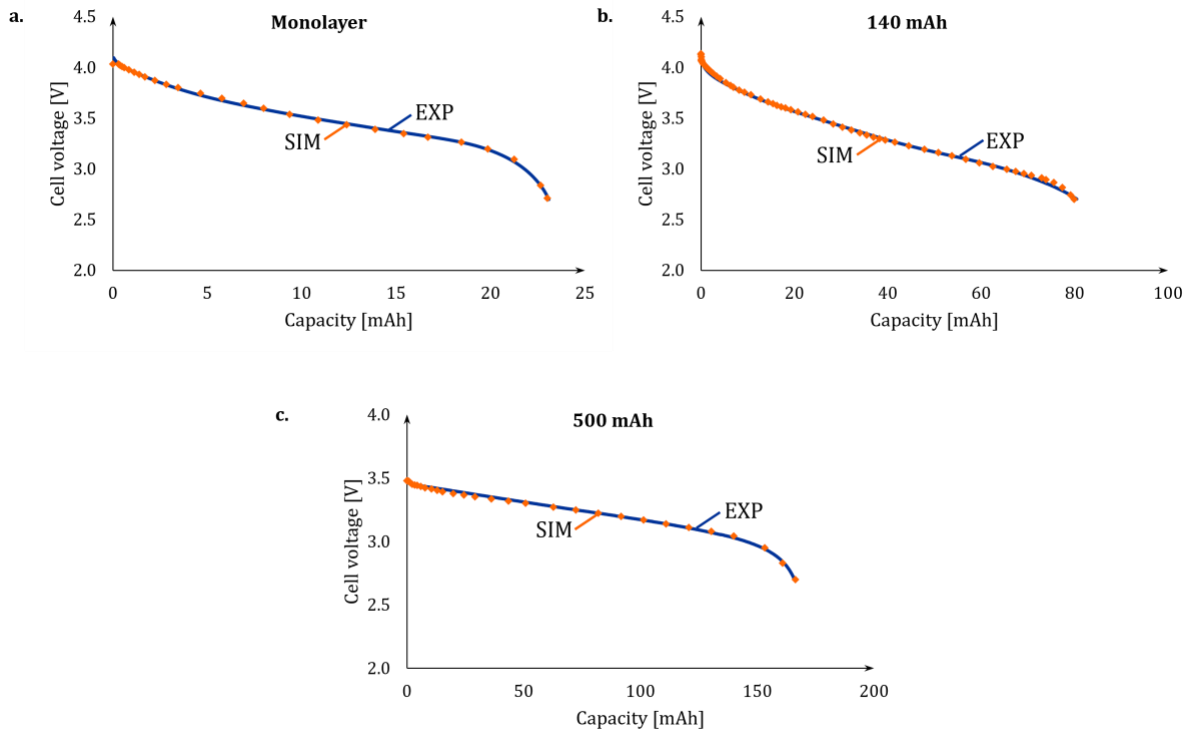 a.
Monolayer
4.5
4.0
3.5
3.0
2.5
2.0
Cell voltage [V]
EXP
SIM
0 5 10 15 20 25
Capacity [mAh]
b.
140 mAh
4.5
4.0
3.5
3.0
2.5
2.0
Cell voltage [V]
EXP
SIM
0 20 40 60 80 100
Capacity [mAh]
c.
500 mAh
4.0
3.5
3.0
2.5
2.0
Cell voltage [V]
EXP
SIM
0 50 100 150 200
Capacity [mAh]